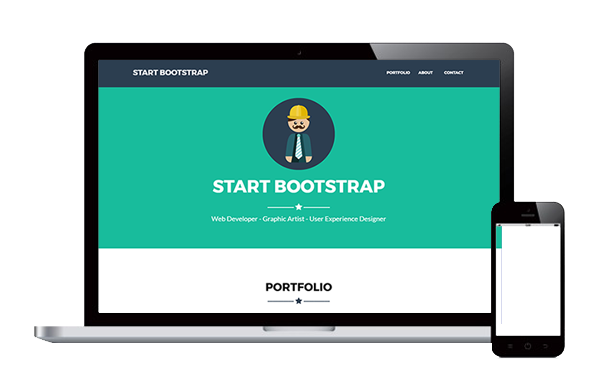 START BOOTSTRAP
PORTFOLIO ABOUT CONTACT
START BOOTSTRAP
Web Developer - Graphic Artist - User Experience Designer
PORTFOLIO